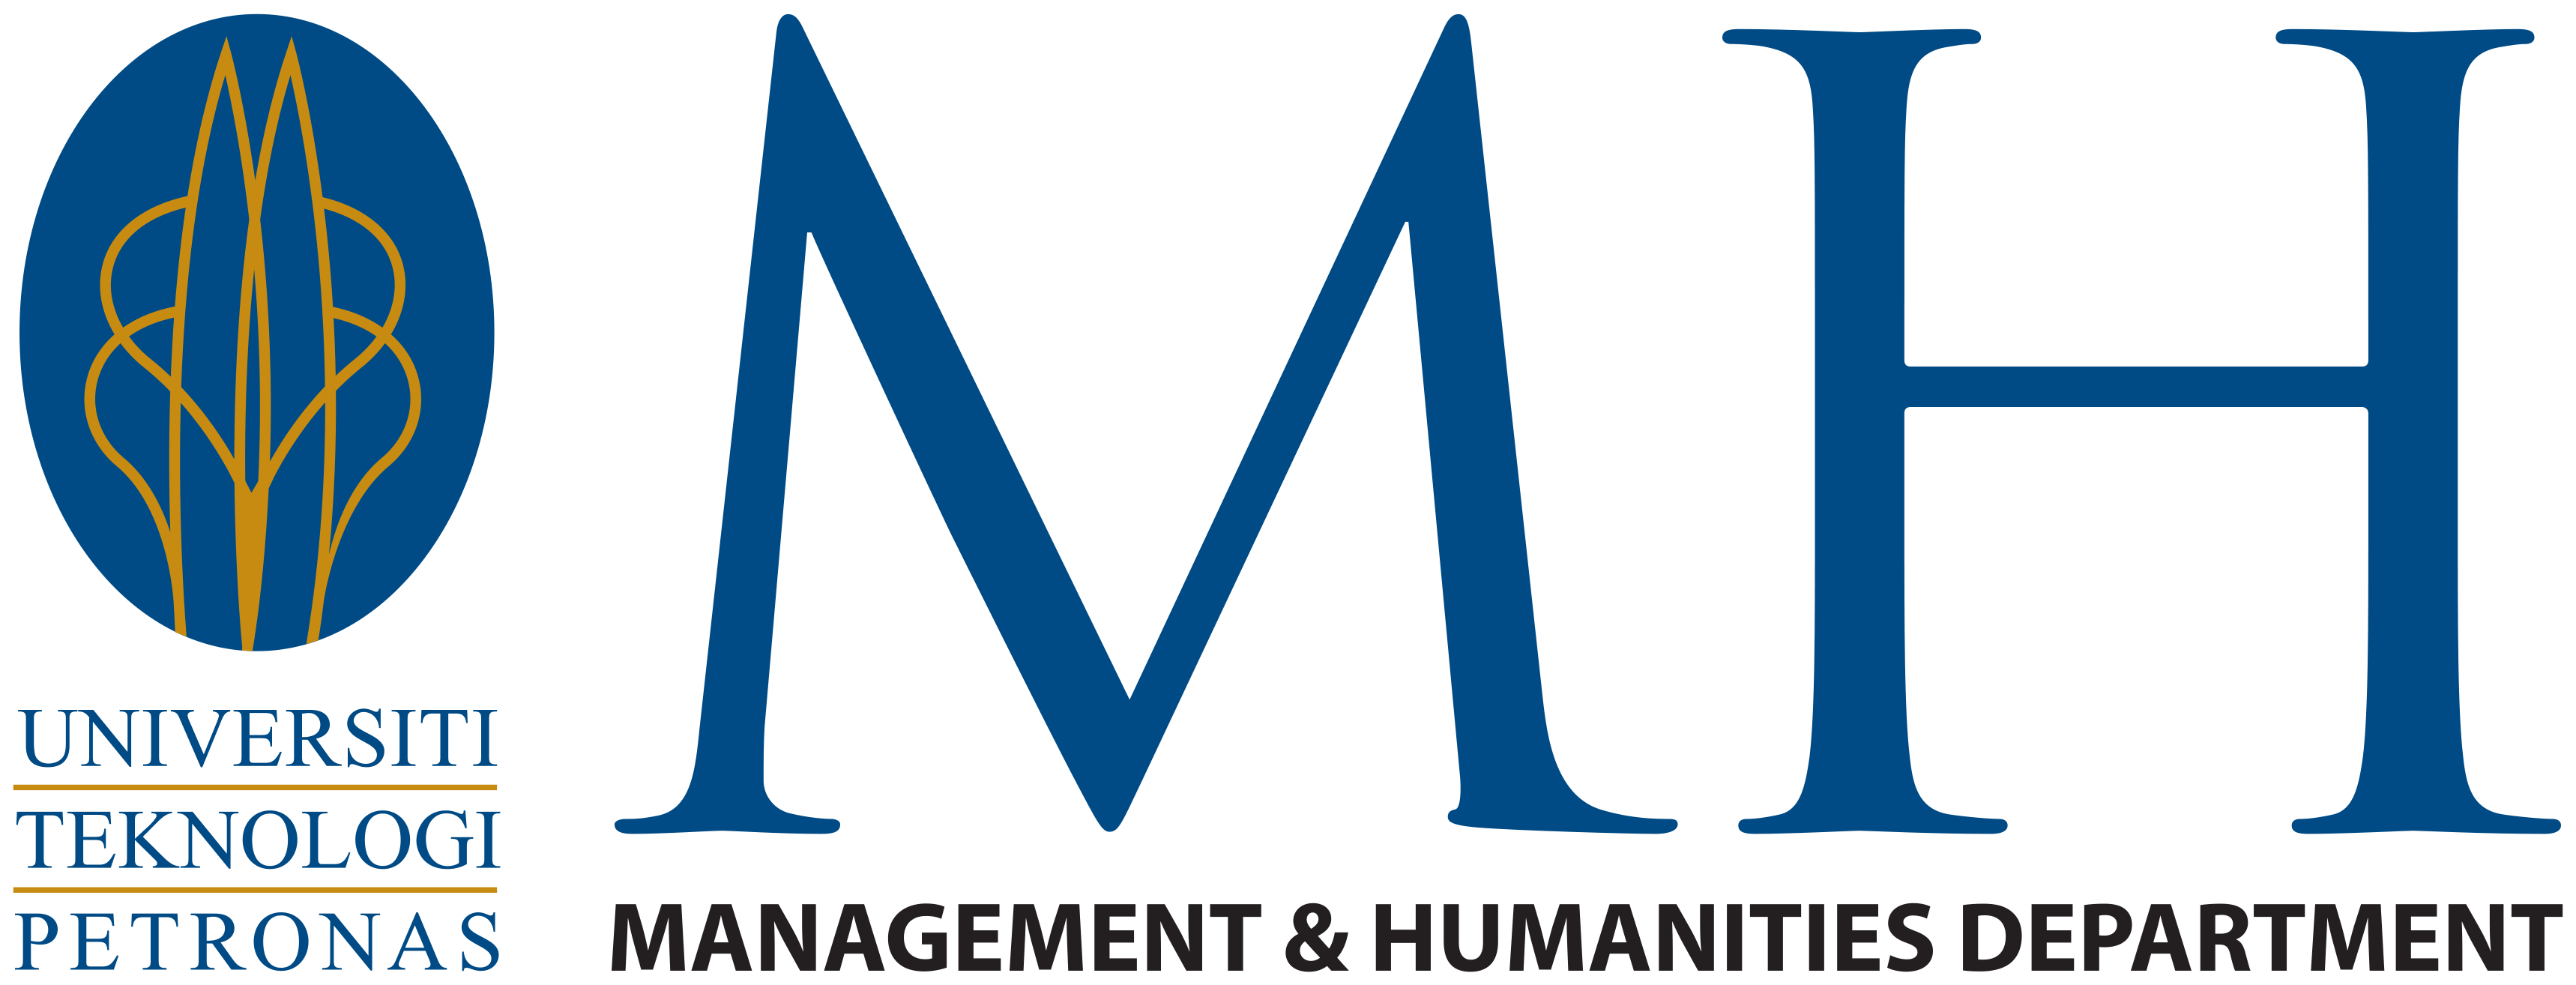 UNIVERSITI
TEKNOLOGI
PETRONAS
MH
MANAGEMENT & HUMANITIES DEPARTMENT